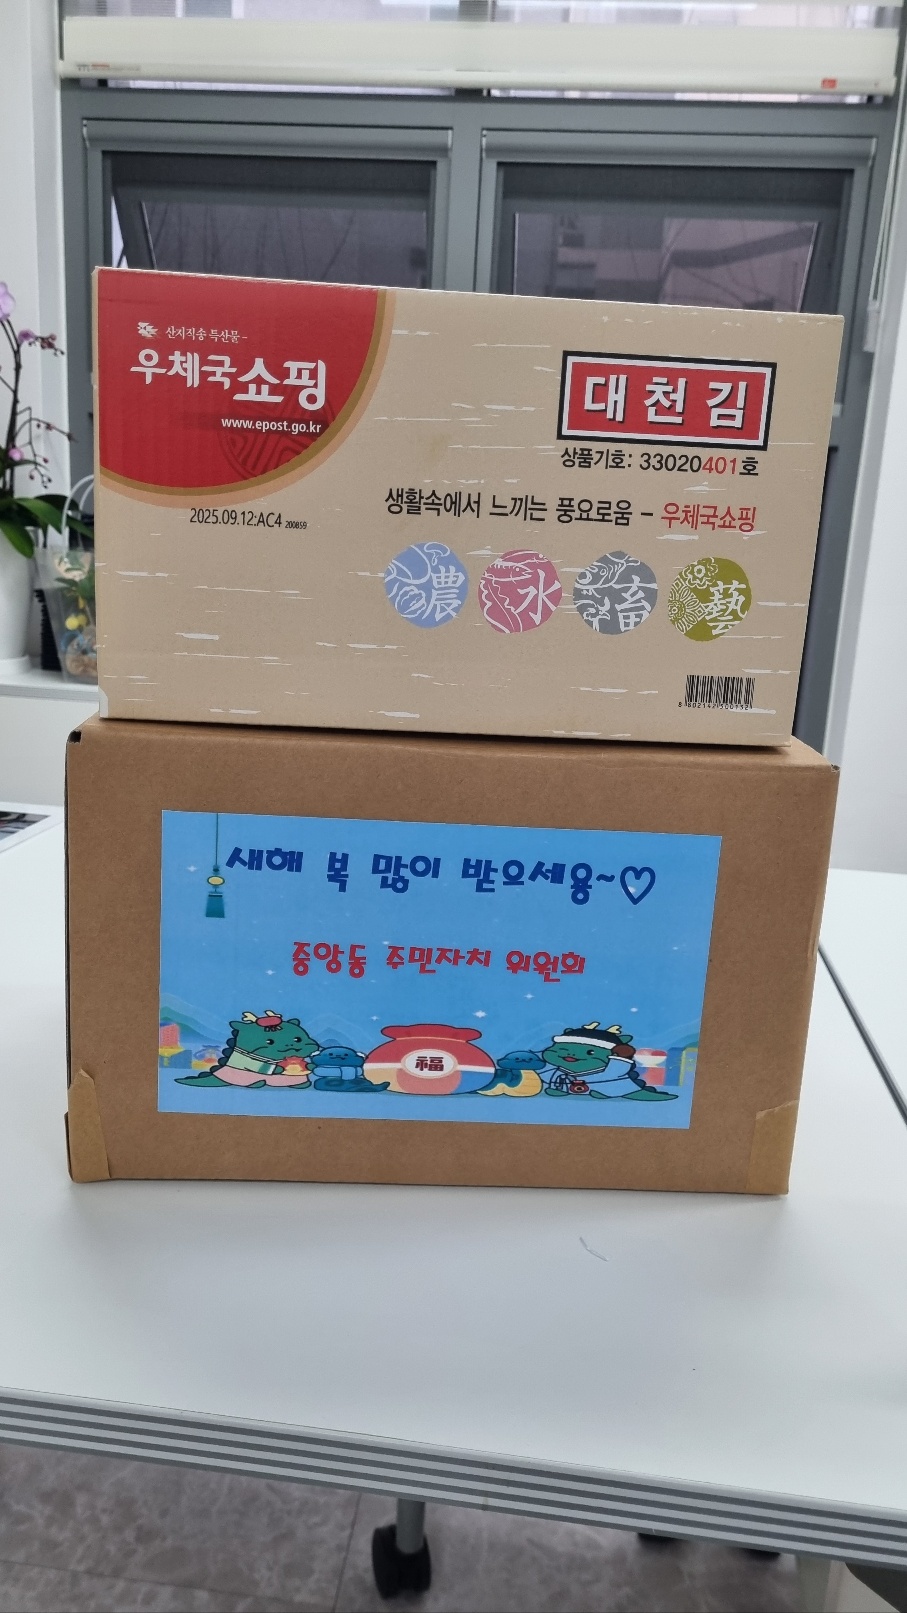 산지직송 특산물-
우체국쇼핑
www.epost.go.kr
대천김
상품기호: 33020401호
2025.09.12:AC4 200859
생활속에서 느끼는 풍요로움 - 우체국쇼핑
農 水 畜 藝
새해 복 많이 받으세용~♡
중앙동 주민자치 위원회
福